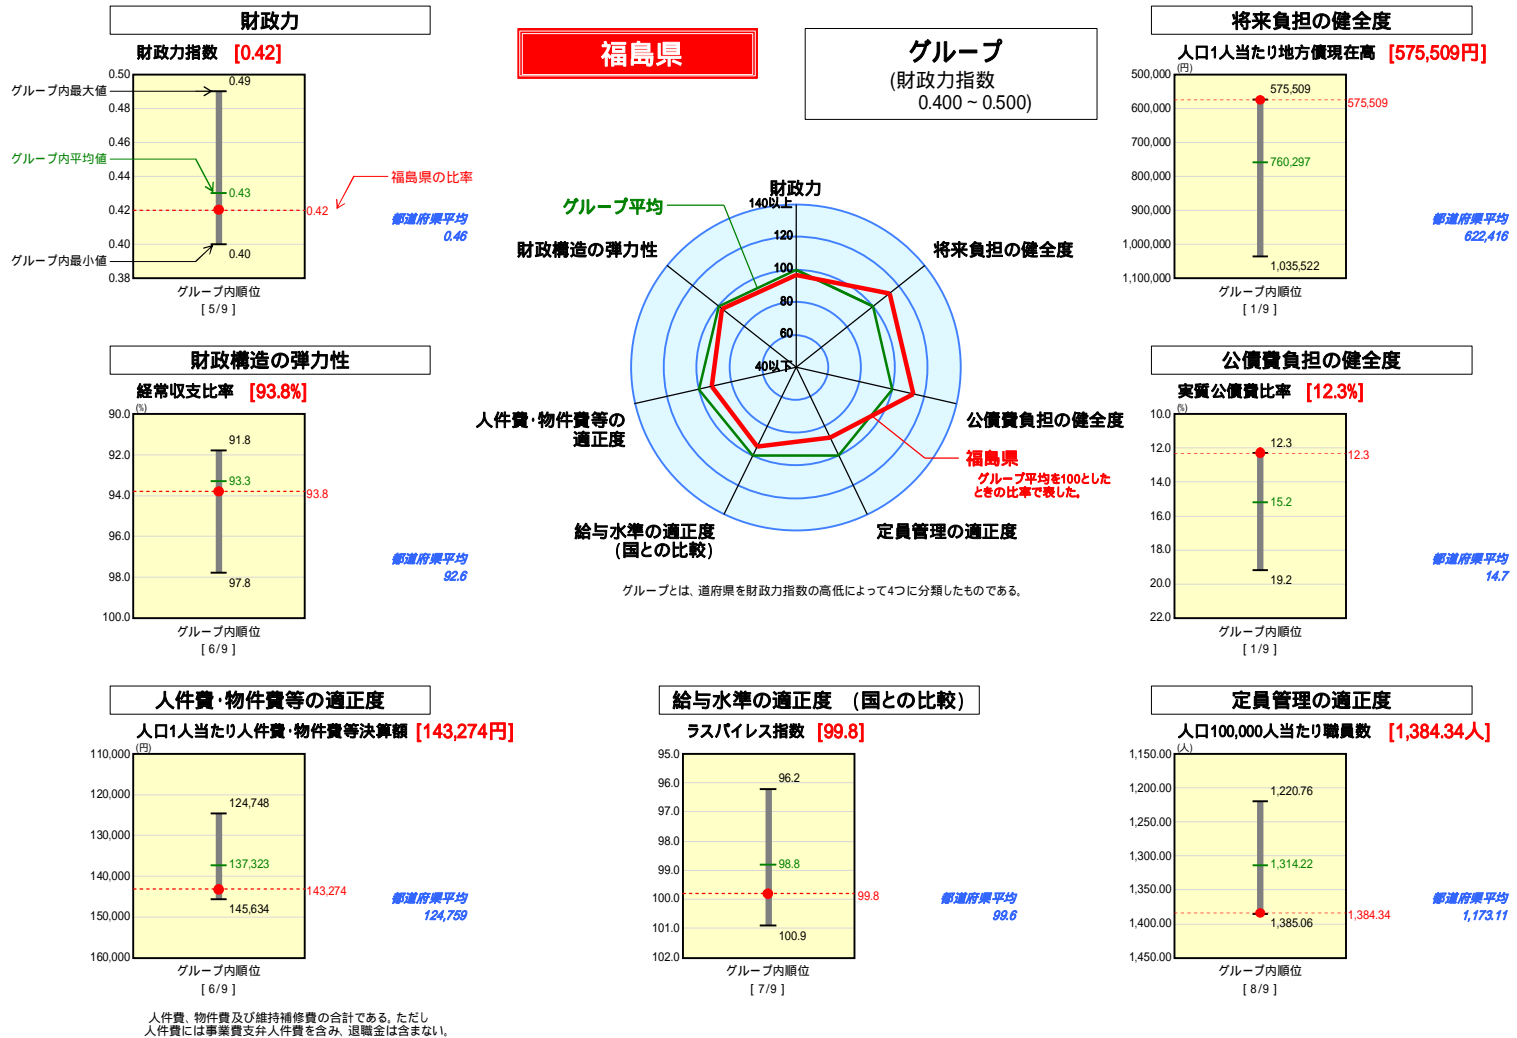 財政力
財政力指数 [0.42]
0.50
0.48
0.46
0.44
0.42
0.40
0.38
0.49
0.43
0.42
0.40
グループ内最大値
グループ内平均値
グループ内最小値
福島県の比率
都道府県平均
0.46
グループ内順位
[ 5/9 ]
福島県
グループ
(財政力指数
0.400 ~ 0.500)
将来負担の健全度
人口1人当たり地方債現在高 [575,509円]
(円)
500,000
600,000
700,000
800,000
900,000
1,000,000
1,100,000
575,509
575,509
760,297
1,035,522
都道府県平均
622,416
グループ内順位
[ 1/9 ]
財政力
140以上
120
100
80
60
40以下
グループ平均
財政構造の弾力性
将来負担の健全度
人件費・物件費等の
適正度
公債費負担の健全度
福島県
グループ平均を100とした
ときの比率で表した。
給与水準の適正度
(国との比較)
定員管理の適正度
グループとは、道府県を財政力指数の高低によって4つに分類したものである。
財政構造の弾力性
経常収支比率 [93.8%]
(%)
90.0
92.0
94.0
96.0
98.0
100.0
91.8
93.3
93.8
97.8
都道府県平均
92.6
グループ内順位
[ 6/9 ]
公債費負担の健全度
実質公債費比率 [12.3%]
(%)
10.0
12.0
14.0
16.0
18.0
20.0
22.0
12.3
12.3
15.2
19.2
都道府県平均
14.7
グループ内順位
[ 1/9 ]
人件費・物件費等の適正度
人口1人当たり人件費・物件費等決算額 [143,274円]
(円)
110,000
120,000
130,000
140,000
150,000
160,000
124,748
137,323
143,274
145,634
都道府県平均
124,759
グループ内順位
[ 6/9 ]
人件費、物件費及び維持補修費の合計である。ただし
人件費には事業費支弁人件費を含み、退職金は含まない。
給与水準の適正度 (国との比較)
ラスパイレス指数 [99.8]
95.0
96.0
97.0
98.0
99.0
100.0
101.0
102.0
96.2
98.8
99.8
100.9
都道府県平均
99.6
グループ内順位
[ 7/9 ]
定員管理の適正度
人口100,000人当たり職員数 [1,384.34人]
(人)
1,150.00
1,200.00
1,250.00
1,300.00
1,350.00
1,400.00
1,450.00
1,220.76
1,314.22
1,384.34
1,385.06
都道府県平均
1,173.11
グループ内順位
[ 8/9 ]